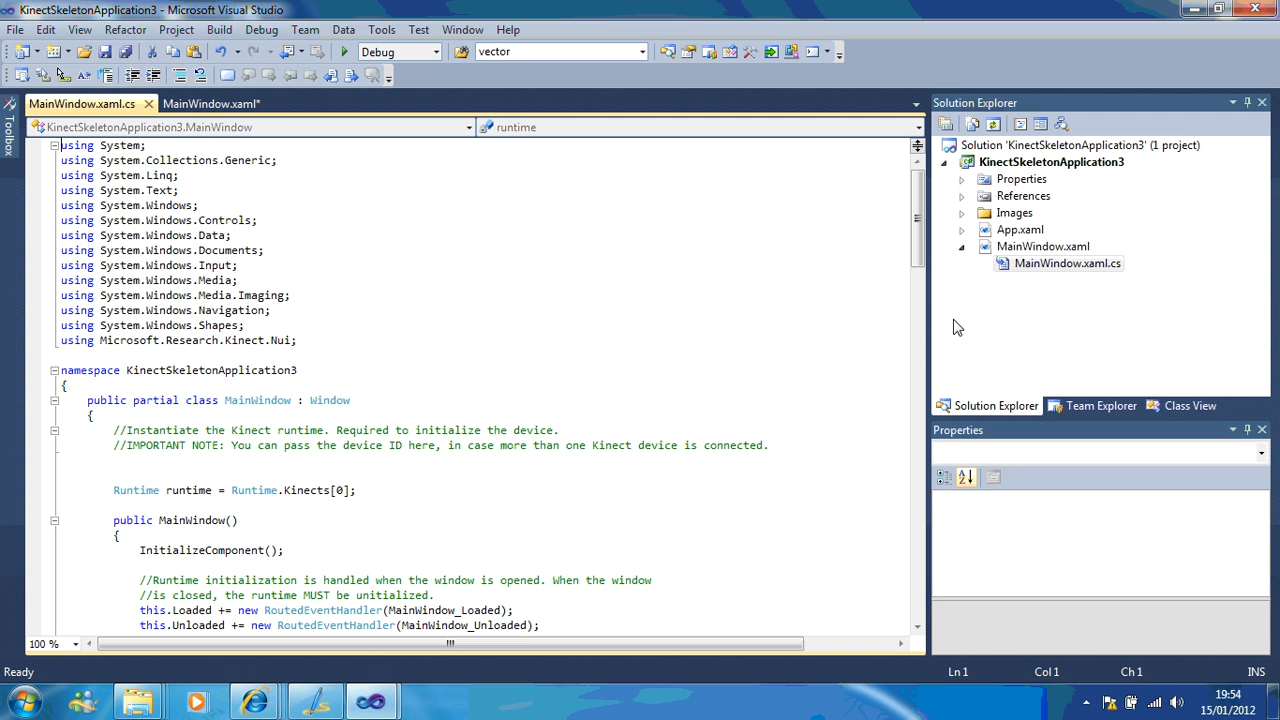 KinectSkeletonApplication3 - Microsoft Visual Studio
File Edit View Refactor Project Build Debug Team Data Tools Test Window Help
Debug vector
MainWindow.xaml.cs MainWindow.xaml*
KinectSkeletonApplication3.MainWindow runtime
Toolbox
using System;
using System.Collections.Generic;
using System.Linq;
using System.Text;
using System.Windows;
using System.Windows.Controls;
using System.Windows.Data;
using System.Windows.Documents;
using System.Windows.Input;
using System.Windows.Media;
using System.Windows.Media.Imaging;
using System.Windows.Navigation;
using System.Windows.Shapes;
using Microsoft.Research.Kinect.Nui;
namespace KinectSkeletonApplication3
{
public partial class MainWindow : Window
{
//Instantiate the Kinect runtime. Required to initialize the device.
//IMPORTANT NOTE: You can pass the device ID here, in case more than one Kinect device is connected.
Runtime runtime = Runtime.Kinects[0];
public MainWindow()
{
InitializeComponent();
//Runtime initialization is handled when the window is opened. When the window
//is closed, the runtime MUST be unitialized.
this.Loaded += new RoutedEventHandler(MainWindow_Loaded);
this.Unloaded += new RoutedEventHandler(MainWindow_Unloaded);
100 %
Solution Explorer
Solution 'KinectSkeletonApplication3' (1 project)
KinectSkeletonApplication3
Properties
References
Images
App.xaml
MainWindow.xaml
MainWindow.xaml.cs
Solution Explorer Team Explorer Class View
Properties
Ready Ln 1 Col 1 Ch 1 INS
19:54
15/01/2012